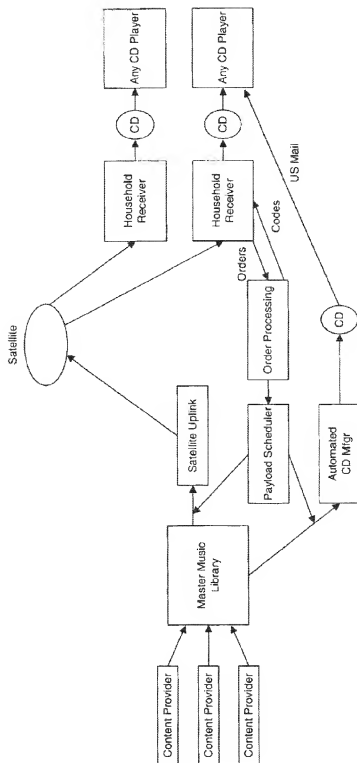 Content Provider
Content Provider
Content Provider
Master Music
Library
Satellite Uplink
Satellite
Payload Scheduler
Order Processing
Orders
Codes
Household
Receiver
CD
Any CD Player
Household
Receiver
CD
Any CD Player
Automated
CD Mfgr
CD
US Mail